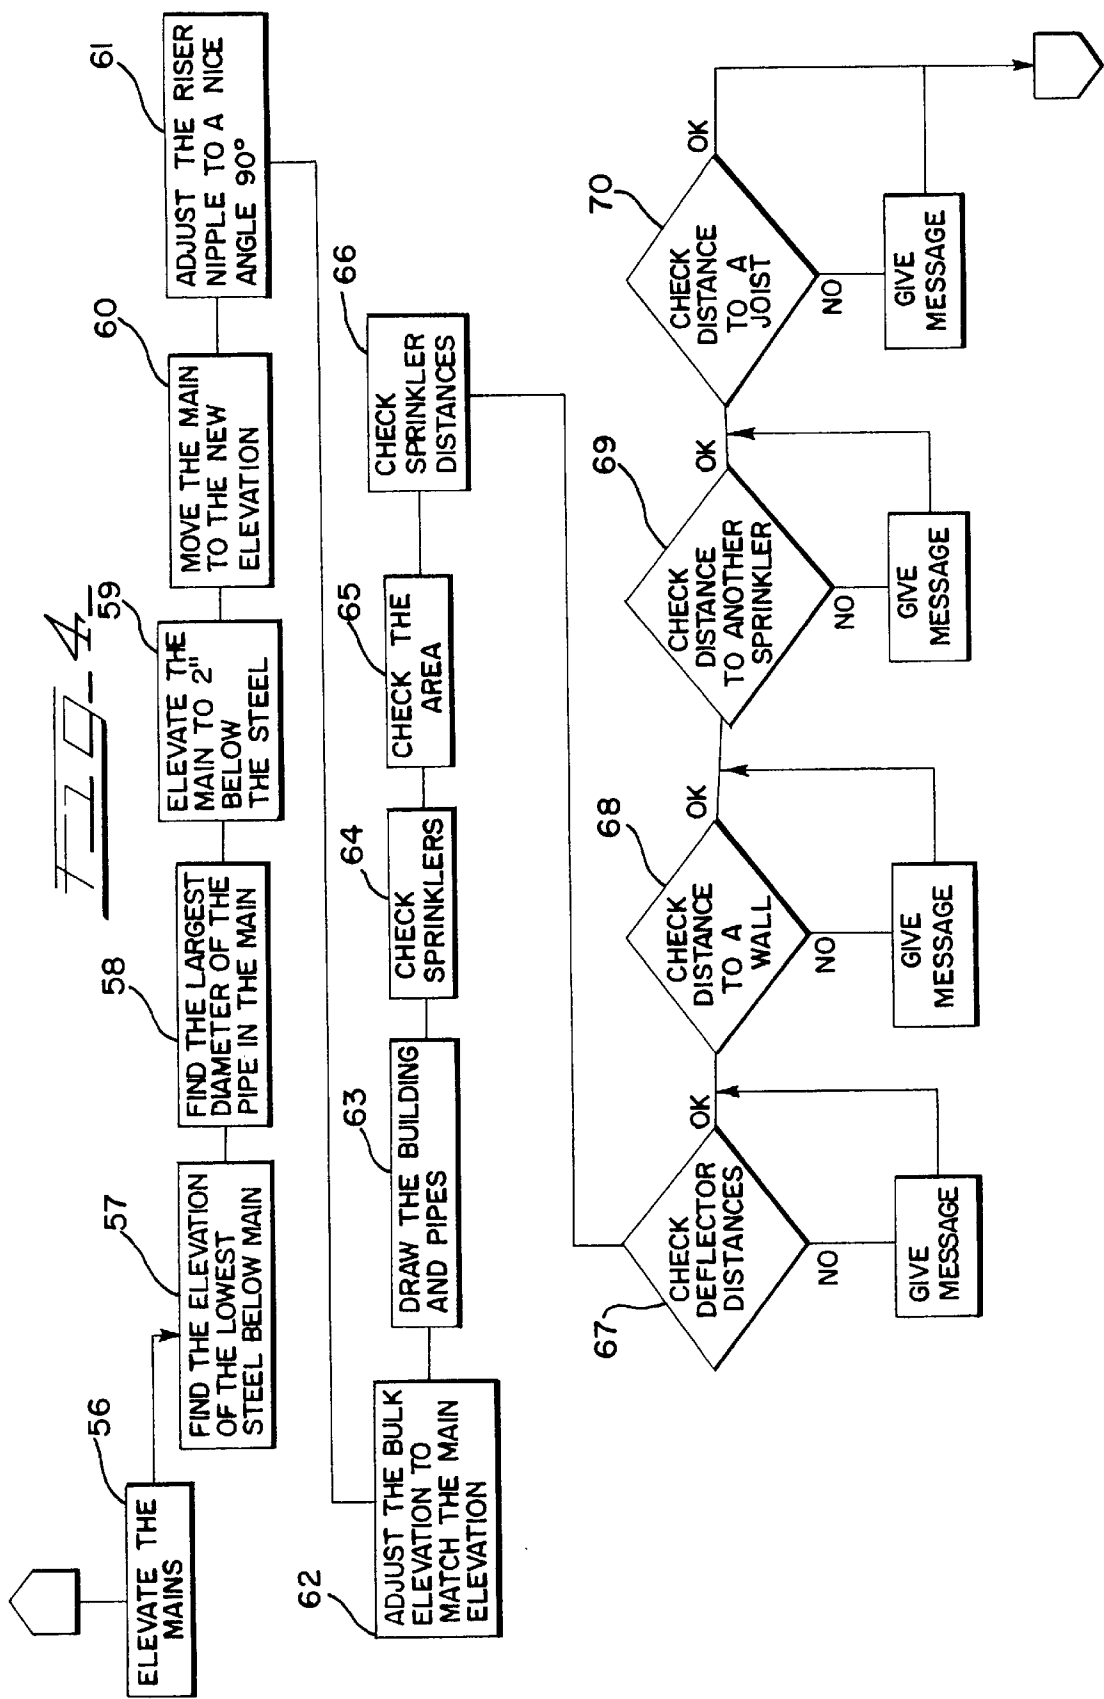 FIG-4
56
ELEVATE THE
MAINS
57
FIND THE ELEVATION
OF THE LOWEST
STEEL BELOW MAIN
58
FIND THE LARGEST
DIAMETER OF THE
PIPE IN THE MAIN
59
ELEVATE THE
MAIN TO 2"
BELOW
THE STEEL
60
MOVE THE MAIN
TO THE NEW
ELEVATION
61
ADJUST THE RISER
NIPPLE TO A NICE
ANGLE 90°
62
ADJUST THE BULK
ELEVATION TO
MATCH THE MAIN
ELEVATION
63
DRAW THE BUILDING
AND PIPES
64
CHECK
SPRINKLERS
65
CHECK THE
AREA
66
CHECK
SPRINKLER
DISTANCES
67
CHECK
DEFLECTOR
DISTANCES
OK
NO
GIVE
MESSAGE
68
CHECK
DISTANCE
TO A
WALL
OK
NO
GIVE
MESSAGE
69
CHECK
DISTANCE
TO ANOTHER
SPRINKLER
OK
NO
GIVE
MESSAGE
70
CHECK
DISTANCE
TO A
JOIST
OK
NO
GIVE
MESSAGE